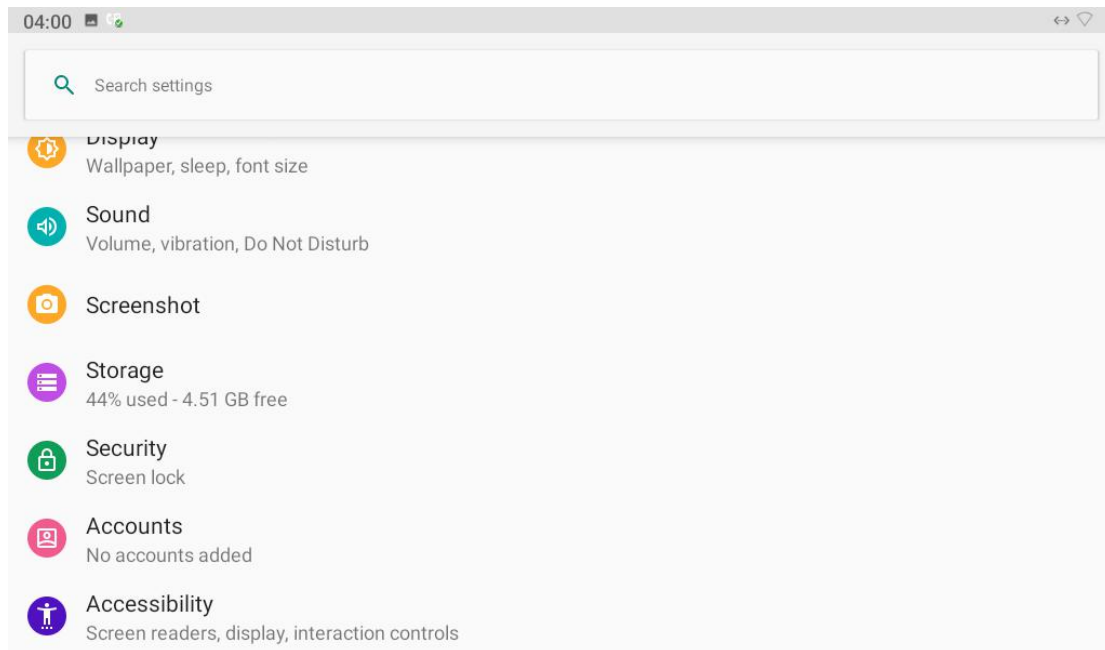 04:00
Search settings
Display
Wallpaper, sleep, font size
Sound
Volume, vibration, Do Not Disturb
Screenshot
Storage
44% used - 4.51 GB free
Security
Screen lock
Accounts
No accounts added
Accessibility
Screen readers, display, interaction controls